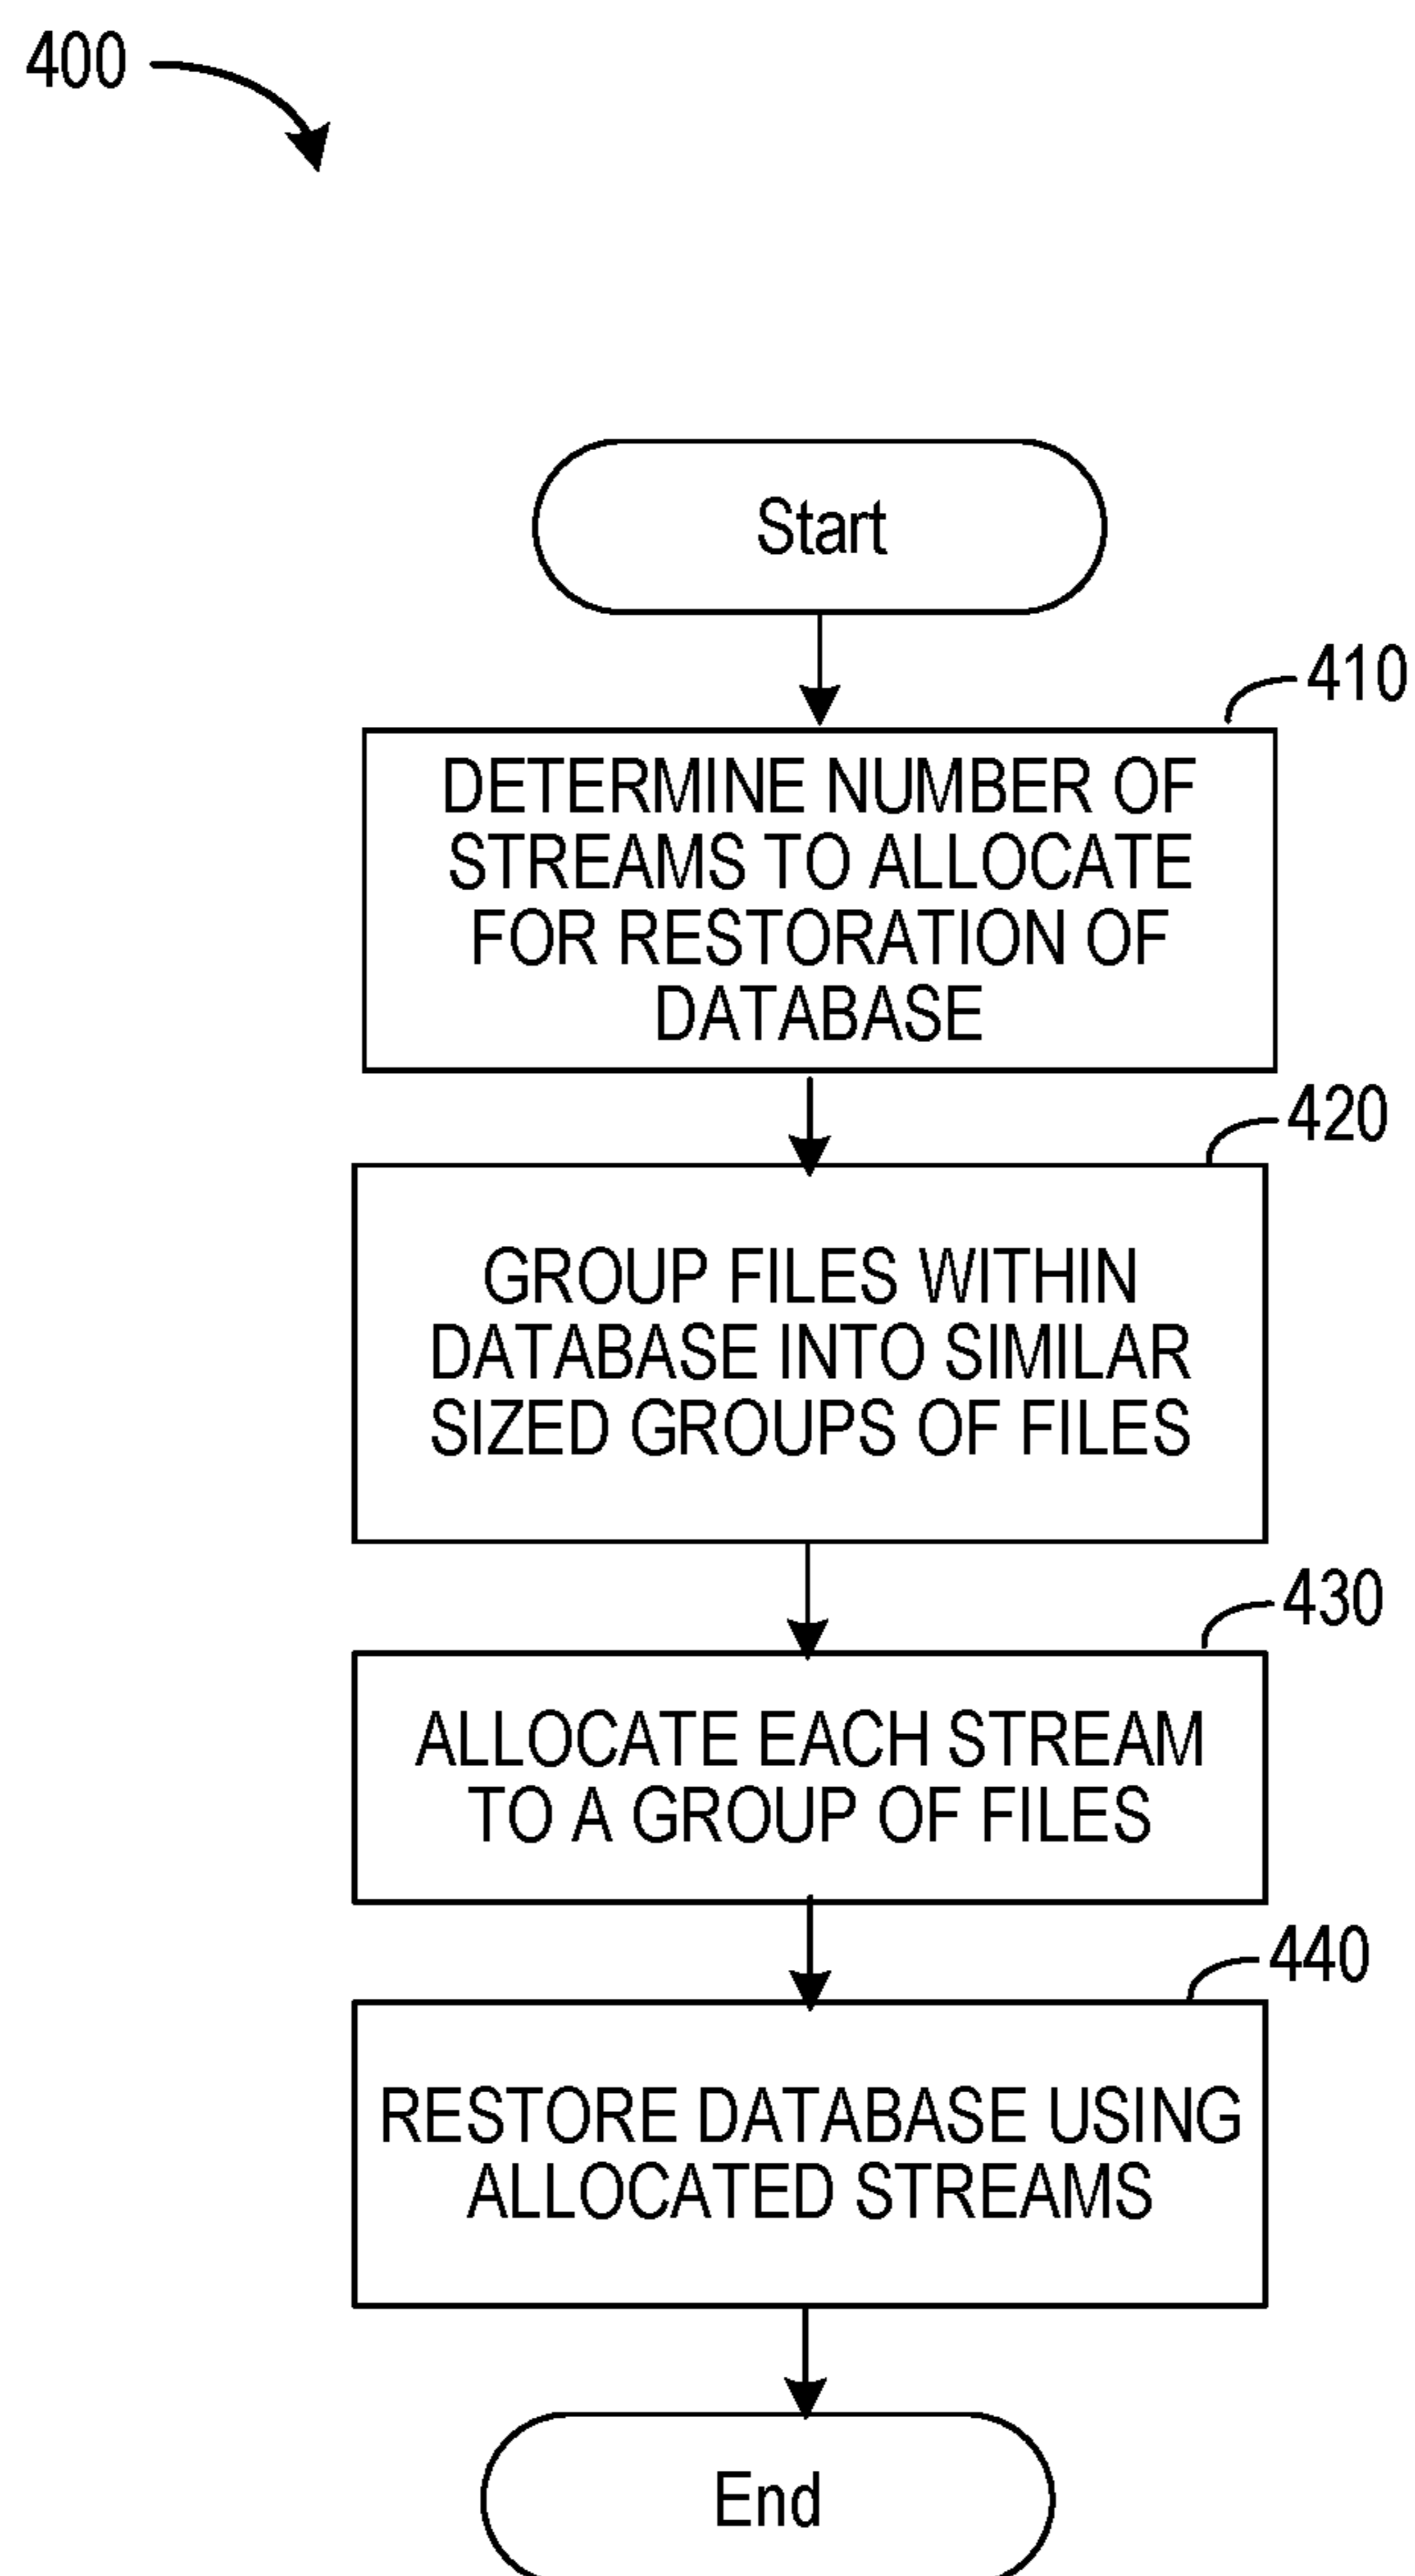 400
Start
410
DETERMINE NUMBER OF
STREAMS TO ALLOCATE
FOR RESTORATION OF
DATABASE
420
GROUP FILES WITHIN
DATABASE INTO SIMILAR
SIZED GROUPS OF FILES
430
ALLOCATE EACH STREAM
TO A GROUP OF FILES
440
RESTORE DATABASE USING
ALLOCATED STREAMS
End